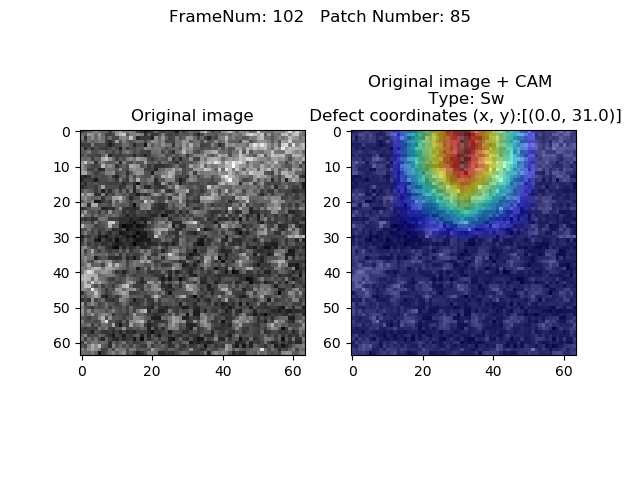 FrameNum: 102   Patch Number: 85
Original image
0
10
20
30
40
50
60
0 20 40 60
Original image + CAM
Type: Sw
Defect coordinates (x, y):[(0.0, 31.0)]
0
10
20
30
40
50
60
0 20 40 60